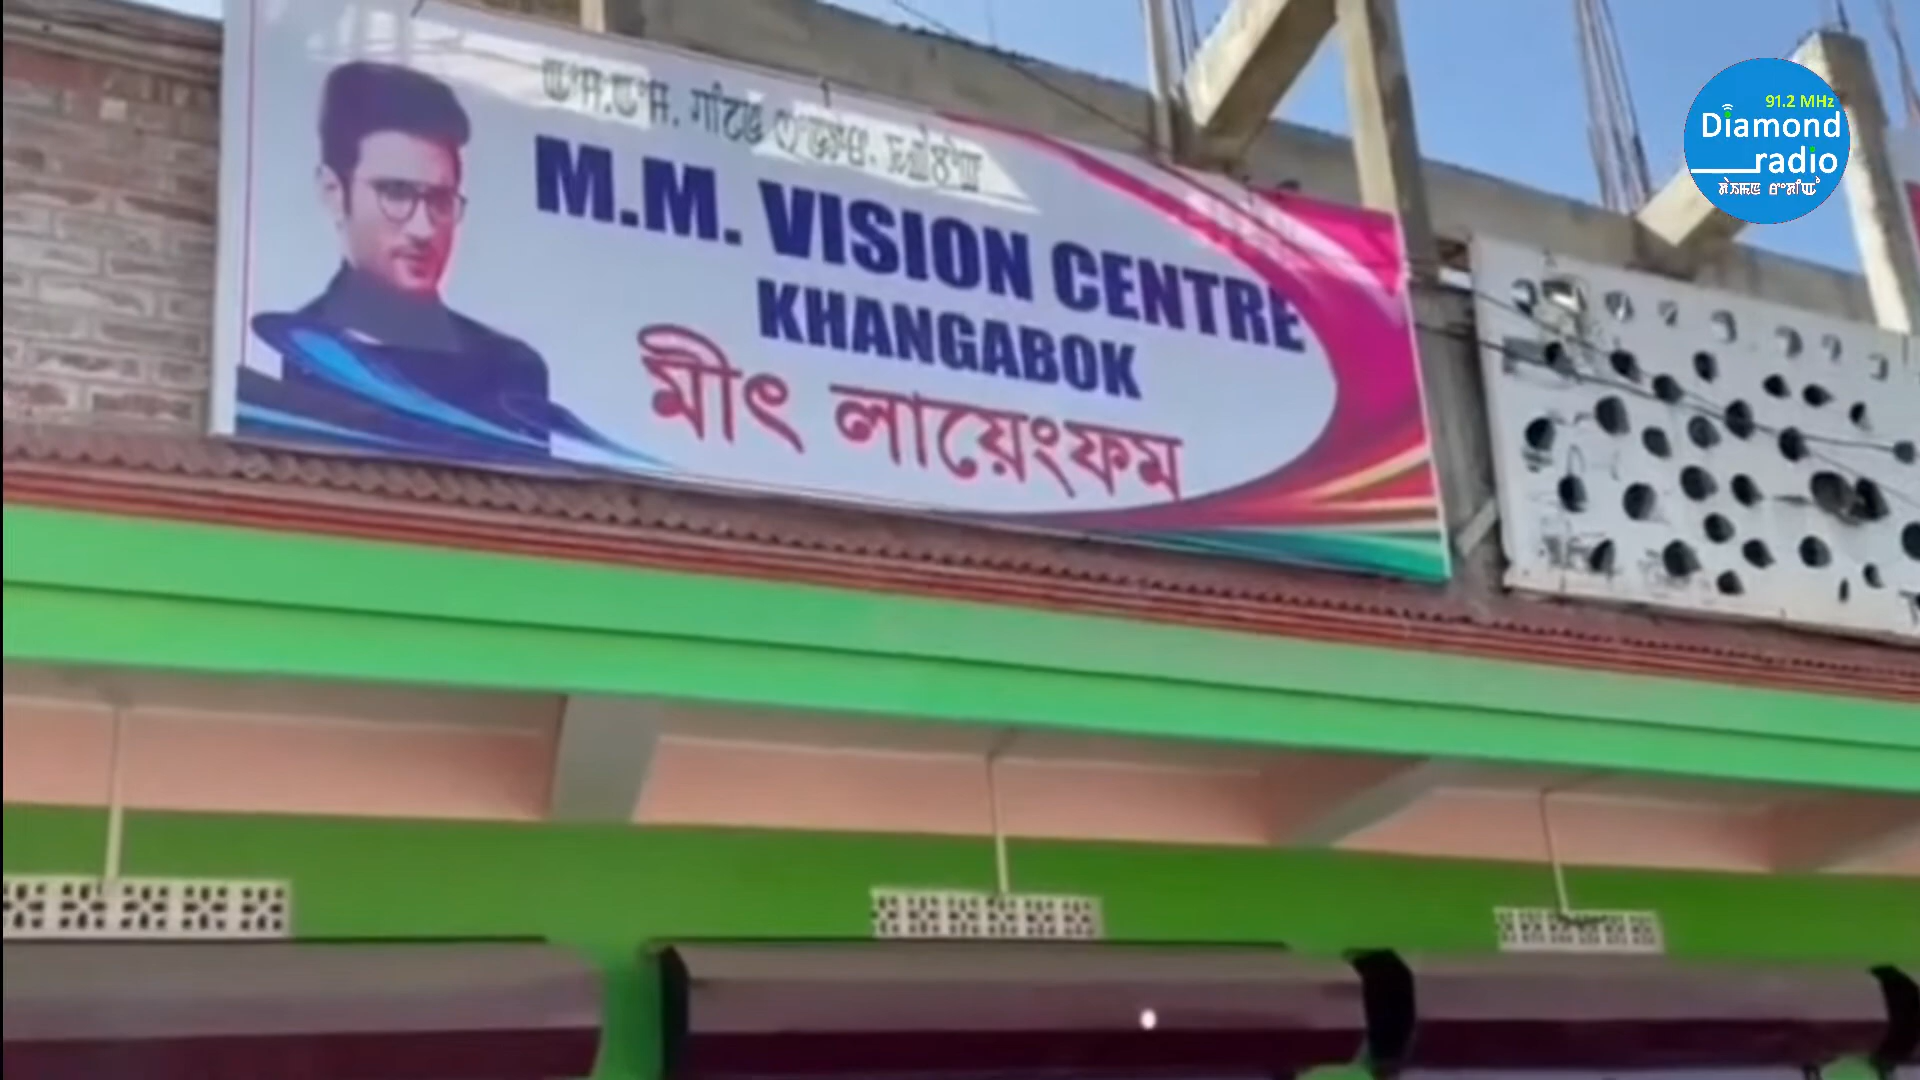 ꯑꯦꯝ.ꯑꯦꯝ.
M.M. VISION CENTRE
KHANGABOK
মীৎ লায়েংফম
91.2 MHz
Diamond
radio